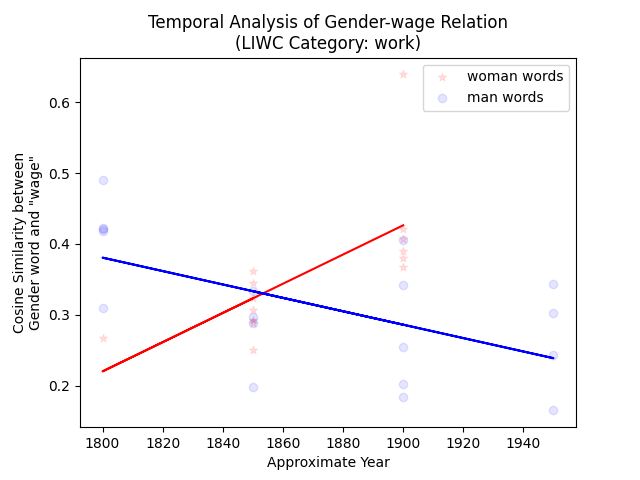 Temporal Analysis of Gender-wage Relation
(LIWC Category: work)
woman words
man words
Cosine Similarity between
Gender word and "wage"
0.6
0.5
0.4
0.3
0.2
1800 1820 1840 1860 1880 1900 1920 1940
Approximate Year